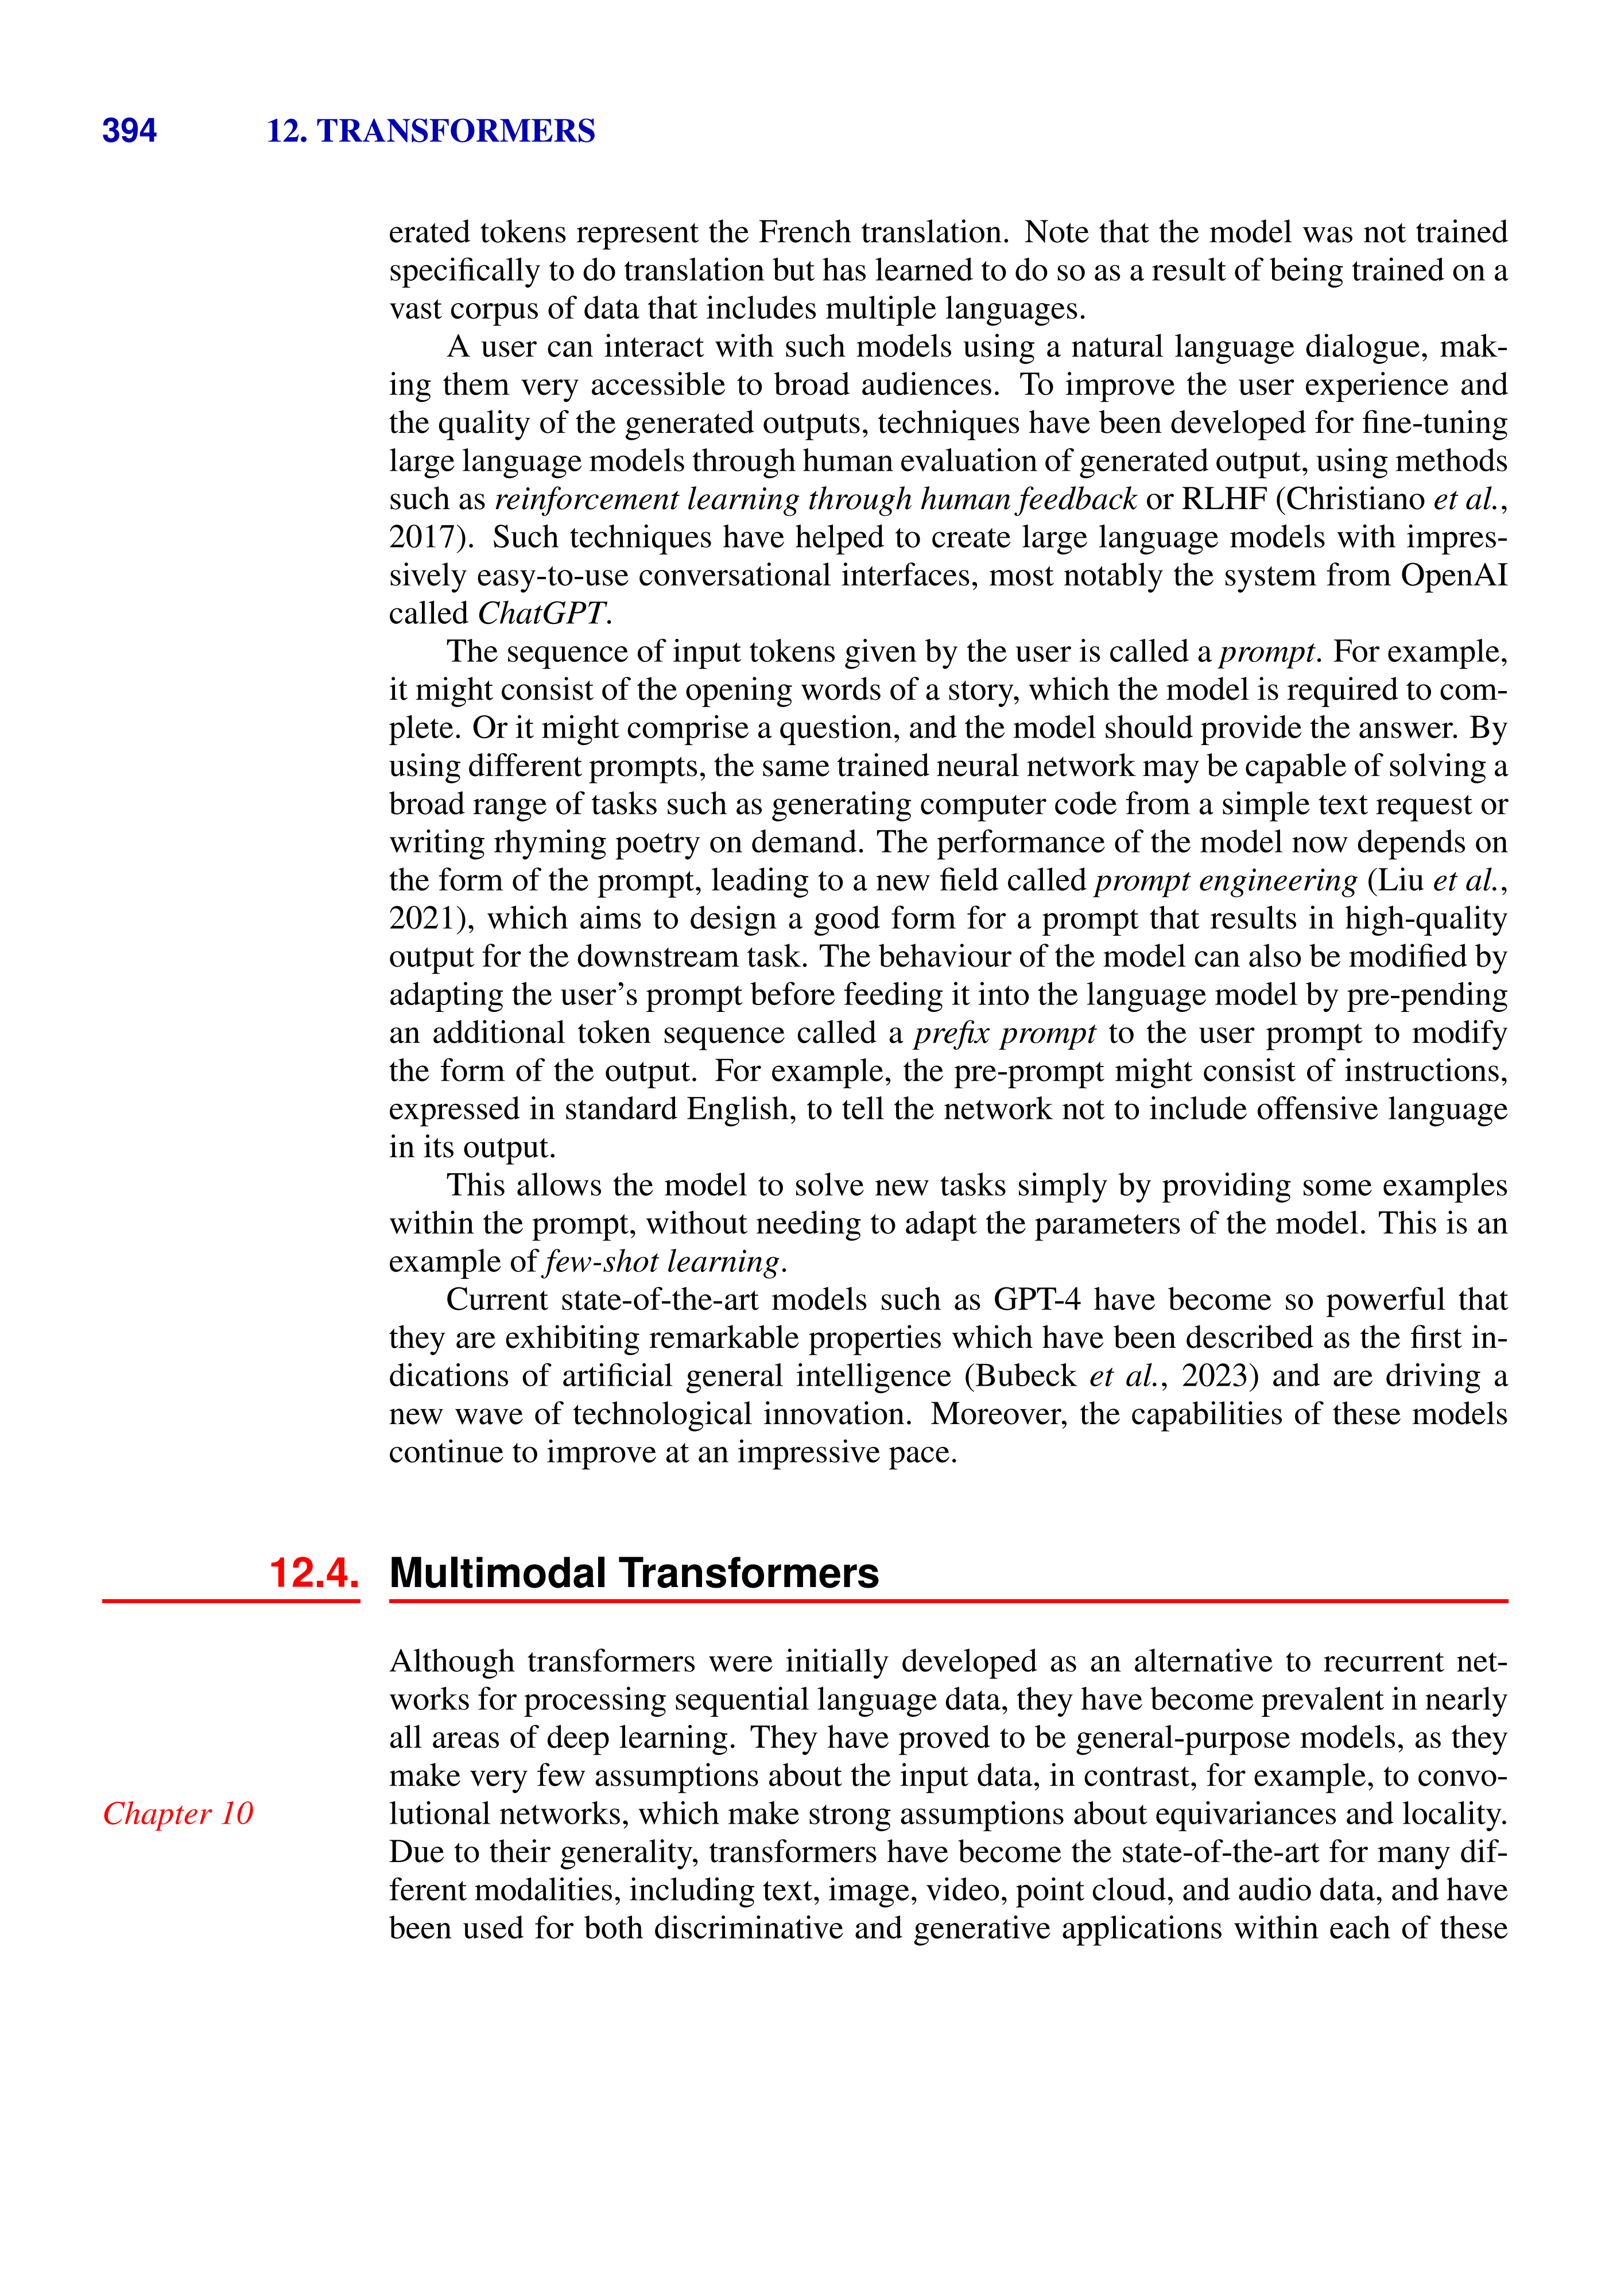 394 12. TRANSFORMERS
erated tokens represent the French translation. Note that the model was not trained
specifically to do translation but has learned to do so as a result of being trained on a
vast corpus of data that includes multiple languages.
A user can interact with such models using a natural language dialogue, mak-
ing them very accessible to broad audiences. To improve the user experience and
the quality of the generated outputs, techniques have been developed for fine-tuning
large language models through human evaluation of generated output, using methods
such as reinforcement learning through human feedback or RLHF (Christiano et al.,
2017). Such techniques have helped to create large language models with impres-
sively easy-to-use conversational interfaces, most notably the system from OpenAI
called ChatGPT.
The sequence of input tokens given by the user is called a prompt. For example,
it might consist of the opening words of a story, which the model is required to com-
plete. Or it might comprise a question, and the model should provide the answer. By
using different prompts, the same trained neural network may be capable of solving a
broad range of tasks such as generating computer code from a simple text request or
writing rhyming poetry on demand. The performance of the model now depends on
the form of the prompt, leading to a new field called prompt engineering (Liu et al.,
2021), which aims to design a good form for a prompt that results in high-quality
output for the downstream task. The behaviour of the model can also be modified by
adapting the user's prompt before feeding it into the language model by pre-pending
an additional token sequence called a prefix prompt to the user prompt to modify
the form of the output. For example, the pre-prompt might consist of instructions,
expressed in standard English, to tell the network not to include offensive language
in its output.
This allows the model to solve new tasks simply by providing some examples
within the prompt, without needing to adapt the parameters of the model. This is an
example of few-shot learning.
Current state-of-the-art models such as GPT-4 have become so powerful that
they are exhibiting remarkable properties which have been described as the first in-
dications of artificial general intelligence (Bubeck et al., 2023) and are driving a
new wave of technological innovation. Moreover, the capabilities of these models
continue to improve at an impressive pace.
12.4. Multimodal Transformers
Although transformers were initially developed as an alternative to recurrent net-
works for processing sequential language data, they have become prevalent in nearly
all areas of deep learning. They have proved to be general-purpose models, as they
make very few assumptions about the input data, in contrast, for example, to convo-
Chapter 10 lutional networks, which make strong assumptions about equivariances and locality.
Due to their generality, transformers have become the state-of-the-art for many dif-
ferent modalities, including text, image, video, point cloud, and audio data, and have
been used for both discriminative and generative applications within each of these